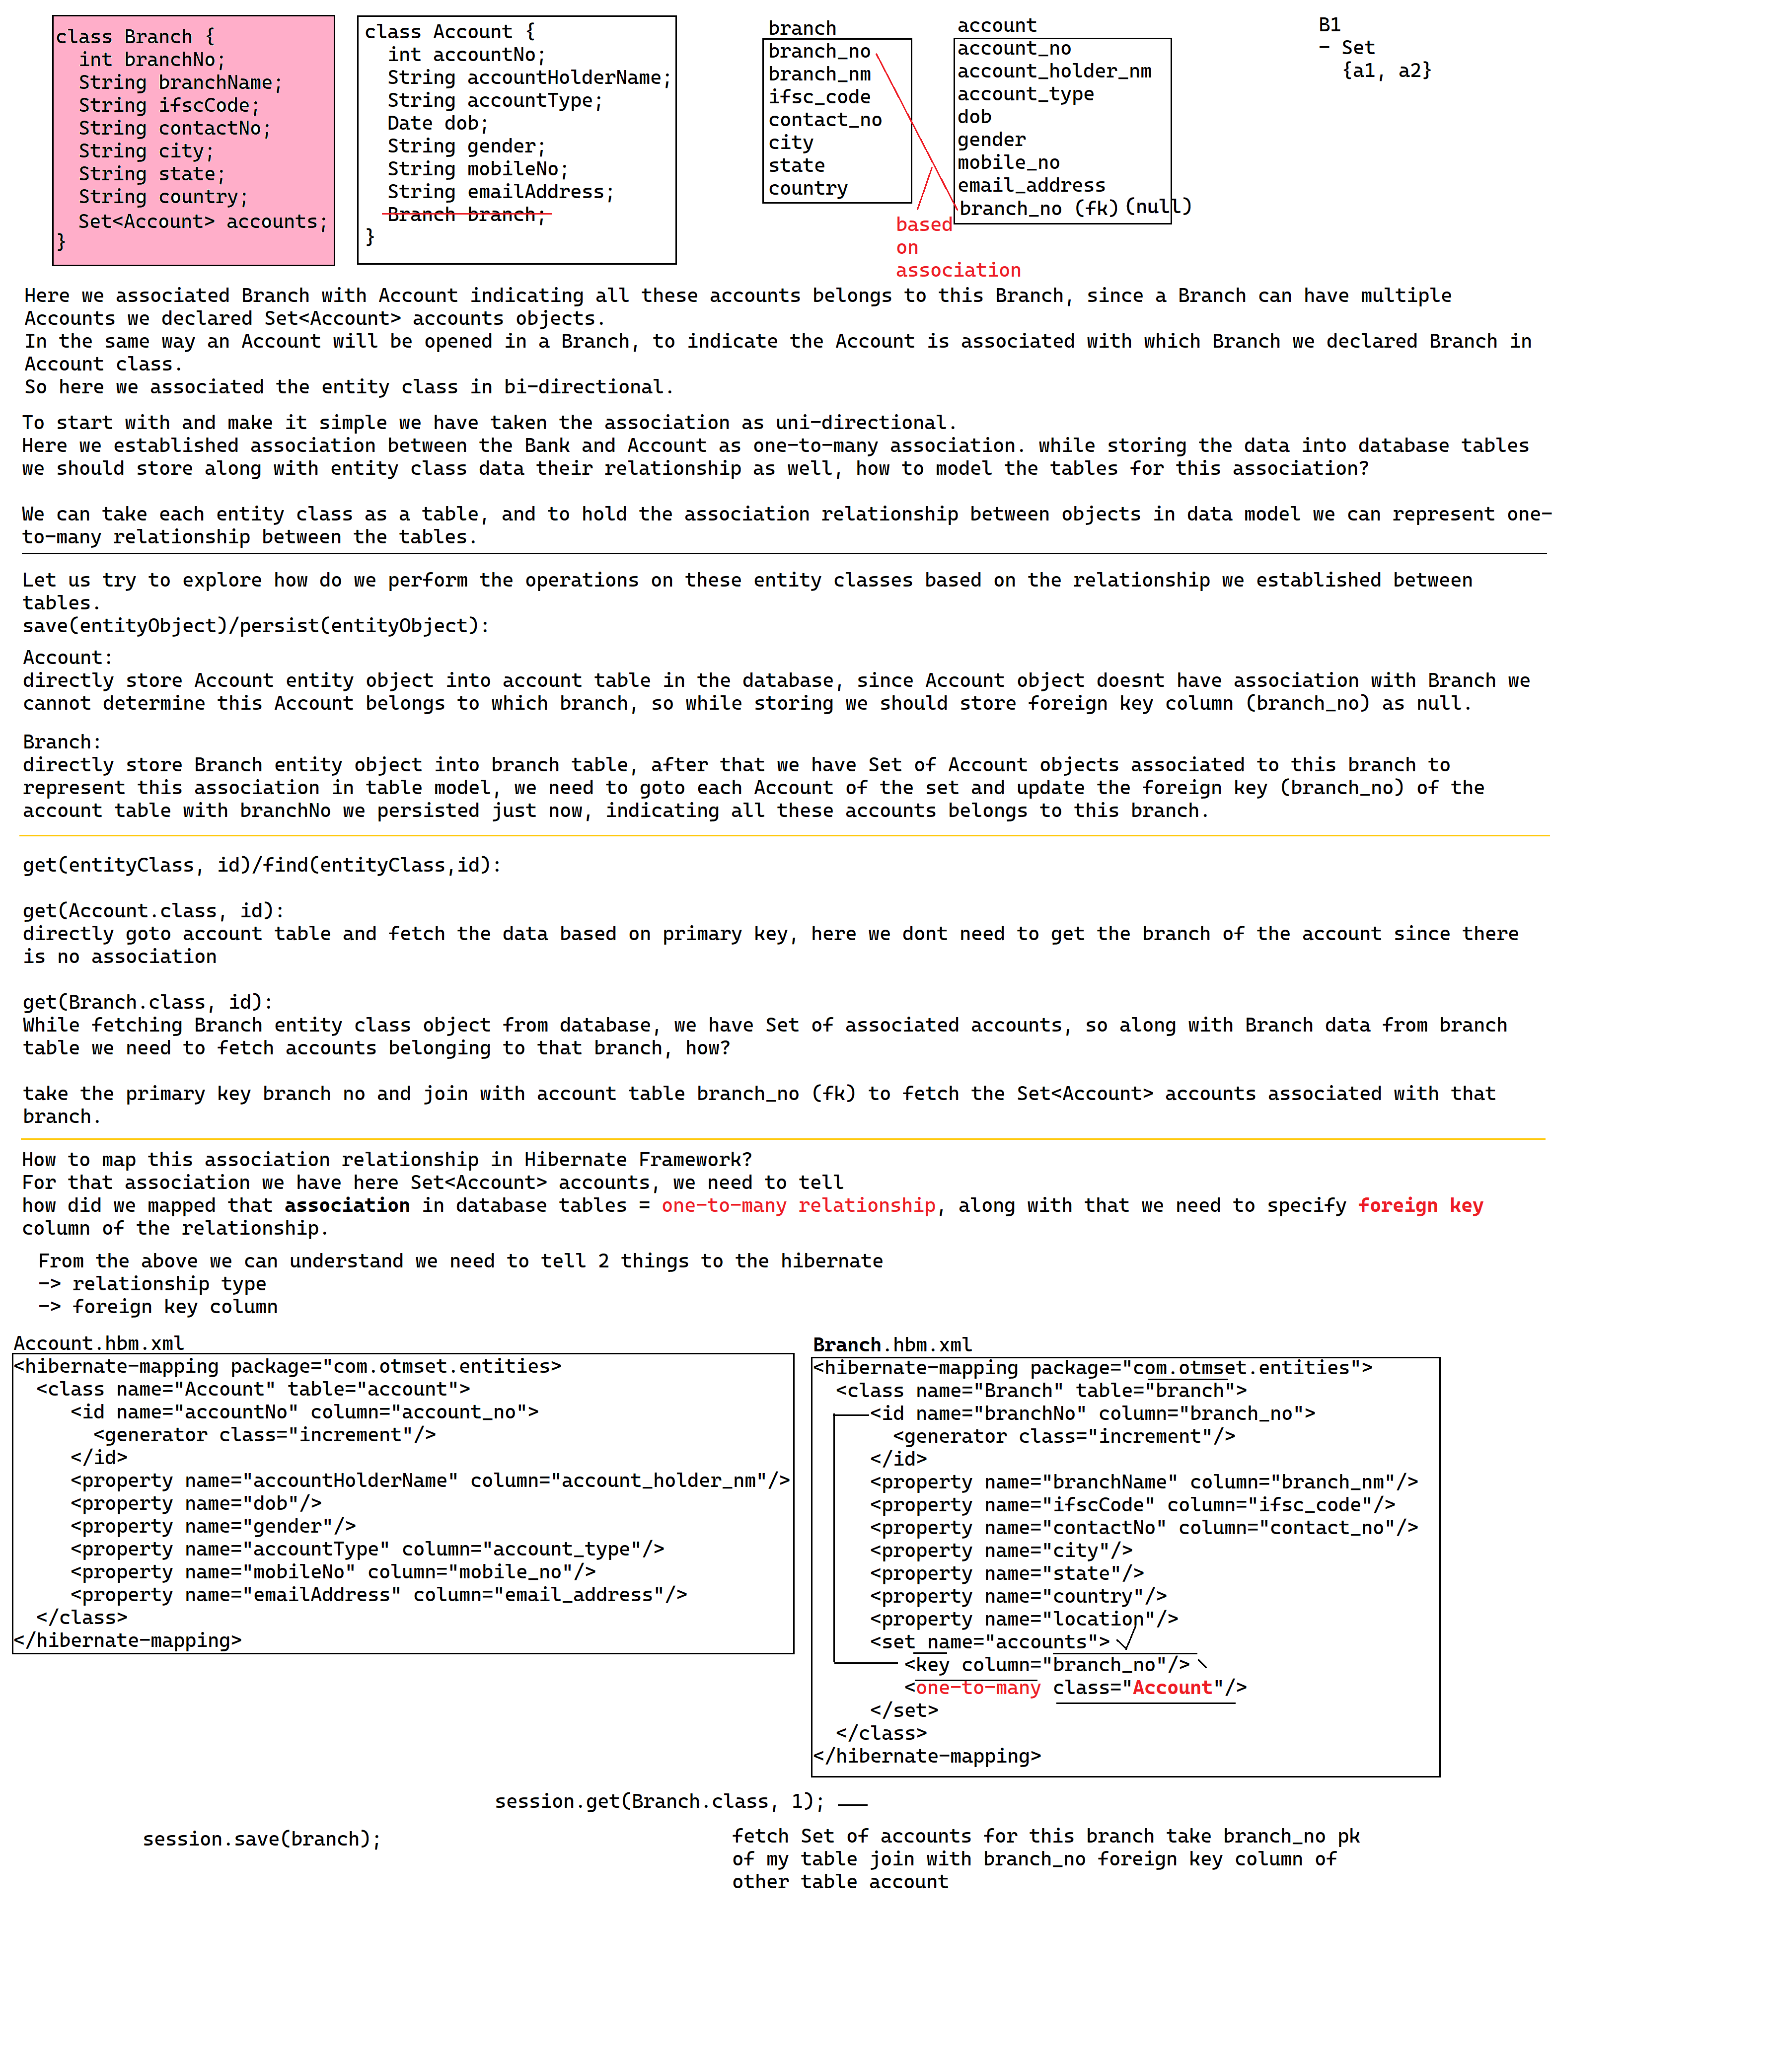 class Branch {
int branchNo;
String branchName;
String ifscCode;
String contactNo;
String city;
String state;
String country;
Set<Account> accounts;
}
class Account {
int accountNo;
String accountHolderName;
String accountType;
Date dob;
String gender;
String mobileNo;
String emailAddress;
Branch branch;
}
branch
branch_no
branch_nm
ifsc_code
contact_no
city
state
country
account
account_no
account_holder_nm
account_type
dob
gender
mobile_no
email_address
branch_no (fk) (null)
based
on
association
B1
- Set
{a1, a2}
Here we associated Branch with Account indicating all these accounts belongs to this Branch, since a Branch can have multiple
Accounts we declared Set<Account> accounts objects.
In the same way an Account will be opened in a Branch, to indicate the Account is associated with which Branch we declared Branch in
Account class.
So here we associated the entity class in bi-directional.
To start with and make it simple we have taken the association as uni-directional.
Here we established association between the Bank and Account as one-to-many association. while storing the data into database tables
we should store along with entity class data their relationship as well, how to model the tables for this association?
We can take each entity class as a table, and to hold the association relationship between objects in data model we can represent one-
to-many relationship between the tables.
Let us try to explore how do we perform the operations on these entity classes based on the relationship we established between
tables.
save(entityObject)/persist(entityObject):
Account:
directly store Account entity object into account table in the database, since Account object doesnt have association with Branch we
cannot determine this Account belongs to which branch, so while storing we should store foreign key column (branch_no) as null.
Branch:
directly store Branch entity object into branch table, after that we have Set of Account objects associated to this branch to
represent this association in table model, we need to goto each Account of the set and update the foreign key (branch_no) of the
account table with branchNo we persisted just now, indicating all these accounts belongs to this branch.
get(entityClass, id)/find(entityClass,id):
get(Account.class, id):
directly goto account table and fetch the data based on primary key, here we dont need to get the branch of the account since there
is no association
get(Branch.class, id):
While fetching Branch entity class object from database, we have Set of associated accounts, so along with Branch data from branch
table we need to fetch accounts belonging to that branch, how?
take the primary key branch no and join with account table branch_no (fk) to fetch the Set<Account> accounts associated with that
branch.
How to map this association relationship in Hibernate Framework?
For that association we have here Set<Account> accounts, we need to tell
how did we mapped that association in database tables = one-to-many relationship, along with that we need to specify foreign key
column of the relationship.
From the above we can understand we need to tell 2 things to the hibernate
-> relationship type
-> foreign key column
Account.hbm.xml
<hibernate-mapping package="com.otmset.entities>
<class name="Account" table="account">
<id name="accountNo" column="account_no">
<generator class="increment"/>
</id>
<property name="accountHolderName" column="account_holder_nm"/>
<property name="dob"/>
<property name="gender"/>
<property name="accountType" column="account_type"/>
<property name="mobileNo" column="mobile_no"/>
<property name="emailAddress" column="email_address"/>
</class>
</hibernate-mapping>
Branch.hbm.xml
<hibernate-mapping package="com.otmset.entities">
<class name="Branch" table="branch">
<id name="branchNo" column="branch_no">
<generator class="increment"/>
</id>
<property name="branchName" column="branch_nm"/>
<property name="ifscCode" column="ifsc_code"/>
<property name="contactNo" column="contact_no"/>
<property name="city"/>
<property name="state"/>
<property name="country"/>
<property name="location"/>
<set name="accounts">
<key column="branch_no"/>
<one-to-many class="Account"/>
</set>
</class>
</hibernate-mapping>
session.get(Branch.class, 1);
session.save(branch);
fetch Set of accounts for this branch take branch_no pk
of my table join with branch_no foreign key column of
other table account